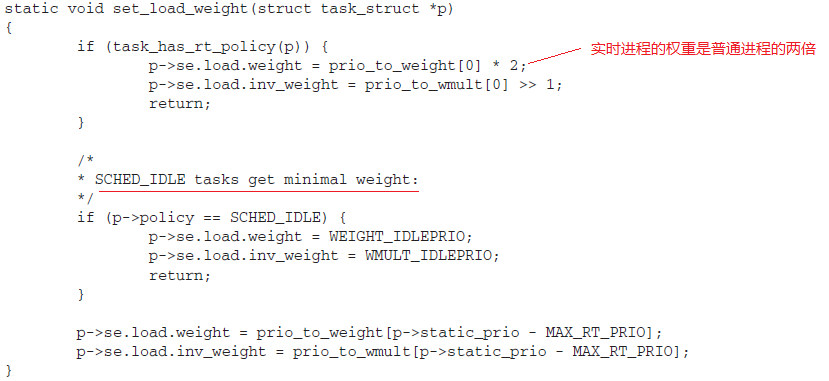 static void set_load_weight(struct task_struct *p)
{
if (task_has_rt_policy(p)) {
p->se.load.weight = prio_to_weight[0] * 2;
实时进程的权重是普通进程的两倍
p->se.load.inv_weight = prio_to_wmult[0] >> 1;
return;
}
/*
* SCHED_IDLE tasks get minimal weight:
*/
if (p->policy == SCHED_IDLE) {
p->se.load.weight = WEIGHT_IDLEPRIO;
p->se.load.inv_weight = WMULT_IDLEPRIO;
return;
}
p->se.load.weight = prio_to_weight[p->static_prio - MAX_RT_PRIO];
p->se.load.inv_weight = prio_to_wmult[p->static_prio - MAX_RT_PRIO];
}